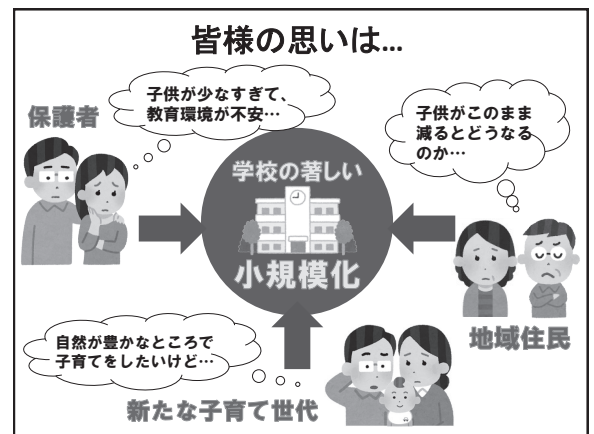 皆様の思いは...
保護者
子供が少なすぎて、
教育環境が不安…
子供がこのまま
減るとどうなる
のか…
学校の著しい
小規模化
地域住民
自然が豊かなところで
子育てをしたいけど…
新たな子育て世代